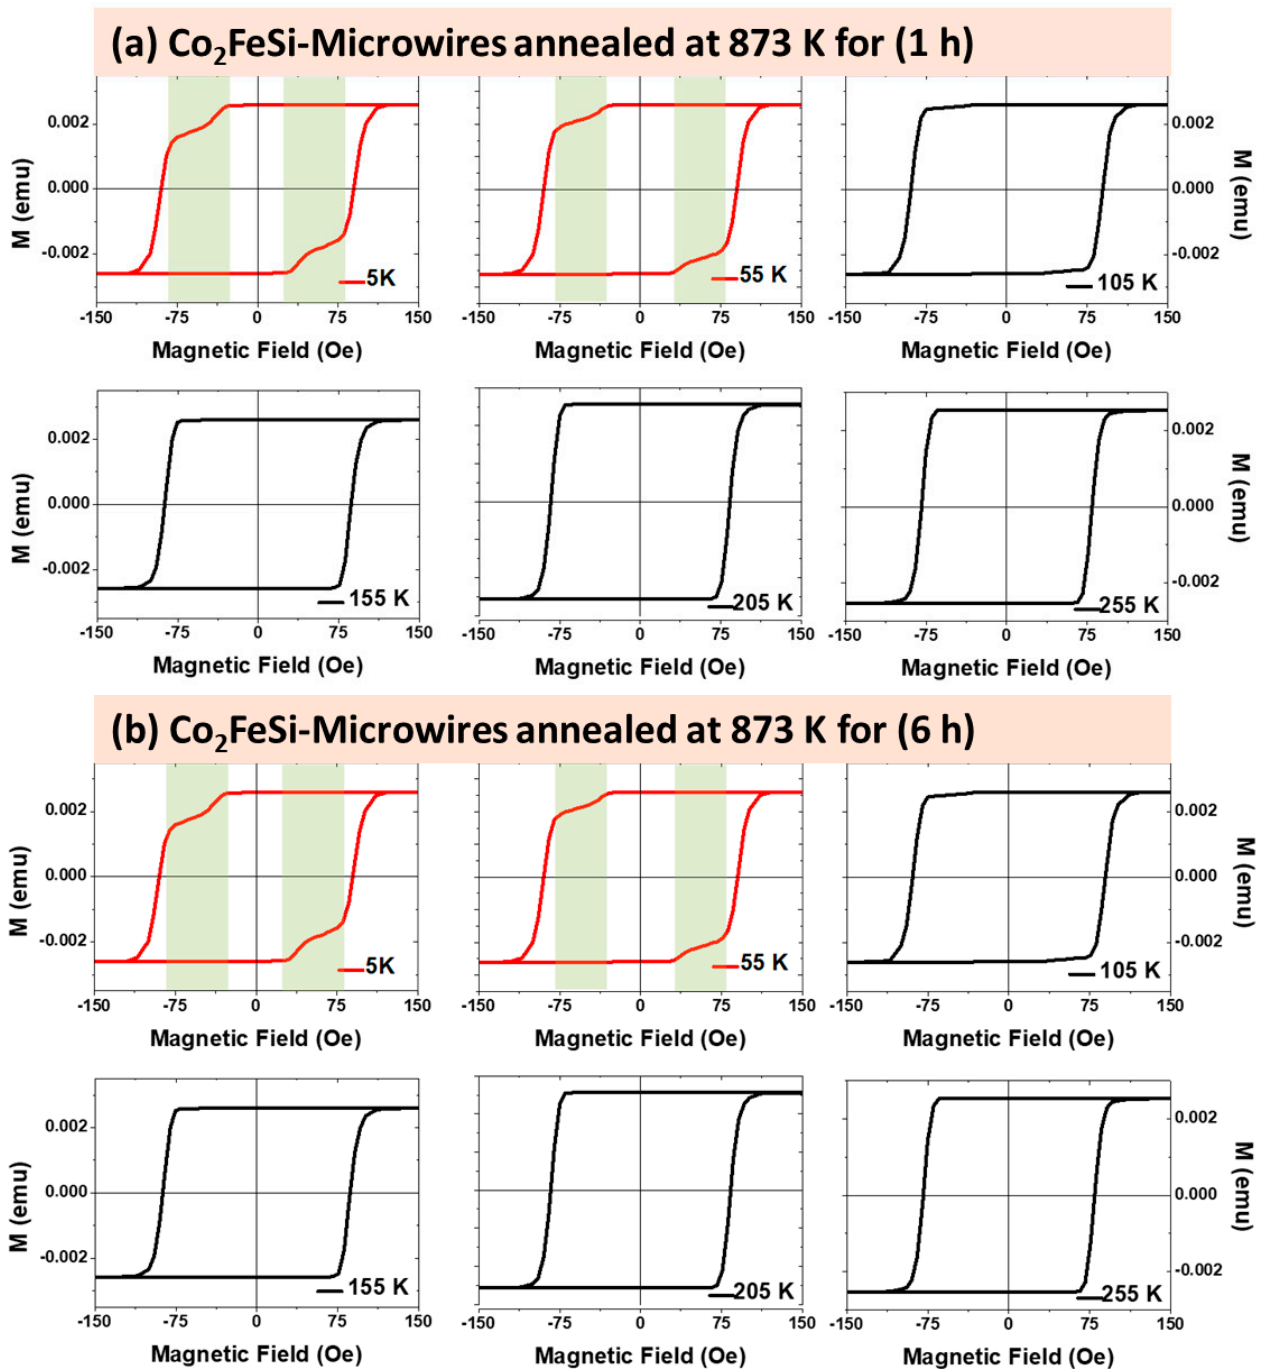 (a) Co₂FeSi-Microwires annealed at 873 K for (1 h)
M (emu)
0.002
0.000
-0.002
5K
-150 -75 0 75 150
Magnetic Field (Oe)
55 K
-150 -75 0 75 150
Magnetic Field (Oe)
105 K
0.002
0.000
-0.002
M (emu)
-150 -75 0 75 150
Magnetic Field (Oe)
M (emu)
0.002
0.000
-0.002
155 K
-150 -75 0 75 150
Magnetic Field (Oe)
205 K
-150 -75 0 75 150
Magnetic Field (Oe)
255 K
0.002
0.000
-0.002
M (emu)
-150 -75 0 75 150
Magnetic Field (Oe)
(b) Co₂FeSi-Microwires annealed at 873 K for (6 h)
M (emu)
0.002
0.000
-0.002
5K
-150 -75 0 75 150
Magnetic Field (Oe)
55 K
-150 -75 0 75 150
Magnetic Field (Oe)
105 K
0.002
0.000
-0.002
M (emu)
-150 -75 0 75 150
Magnetic Field (Oe)
M (emu)
0.002
0.000
-0.002
155 K
-150 -75 0 75 150
Magnetic Field (Oe)
205 K
-150 -75 0 75 150
Magnetic Field (Oe)
255 K
0.002
0.000
-0.002
M (emu)
-150 -75 0 75 150
Magnetic Field (Oe)